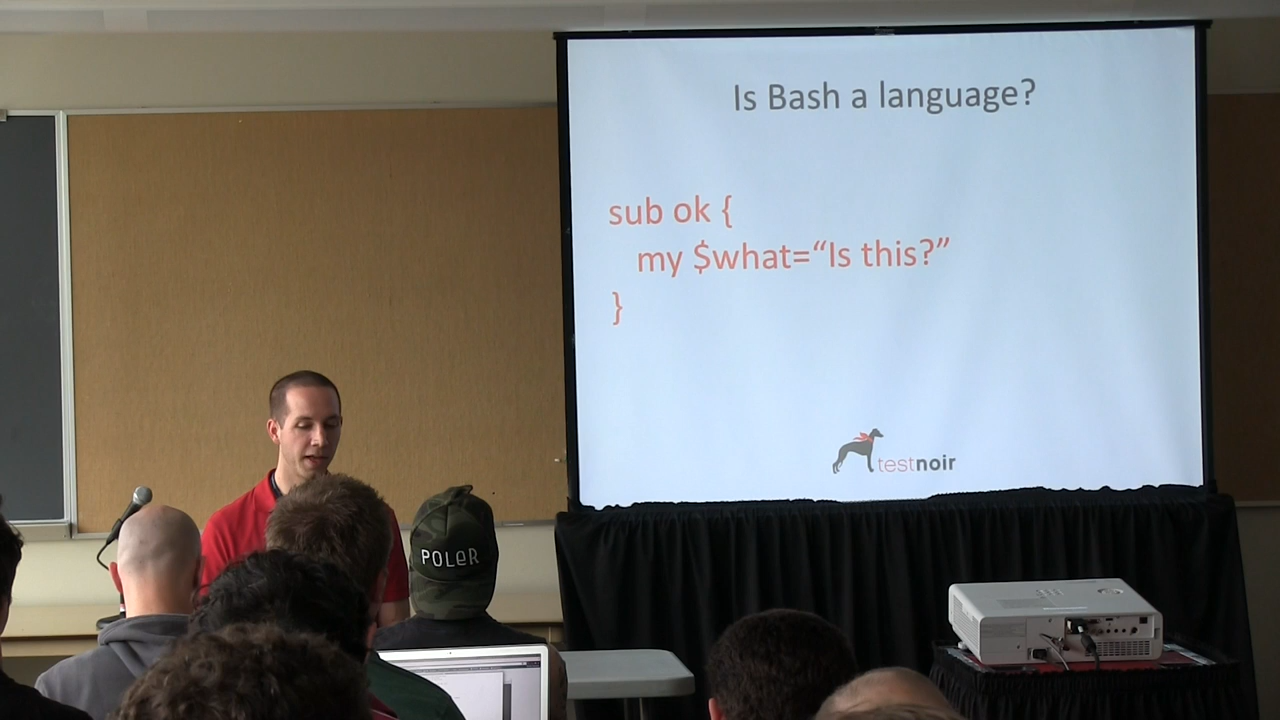 Is Bash a language?
sub ok {
my $what=“Is this?”
}
testnoir
POLER